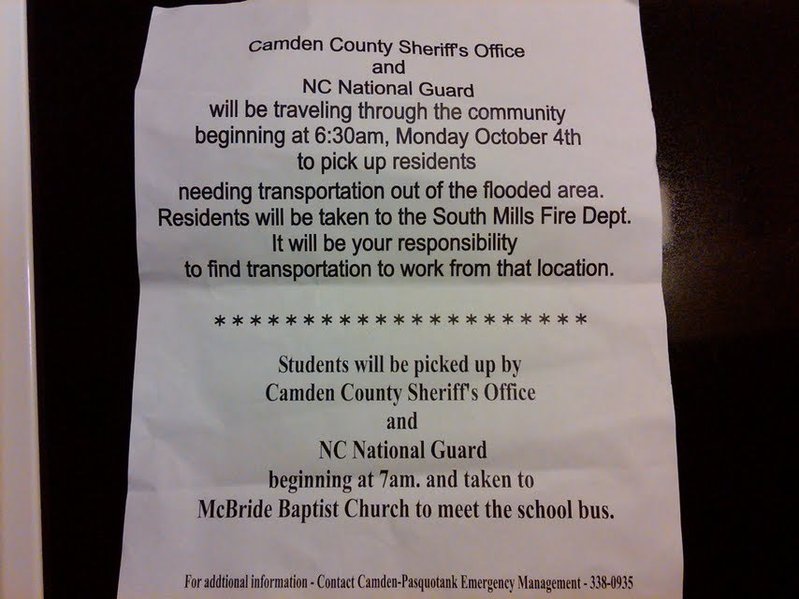 Camden County Sheriff's Office
and
NC National Guard
will be traveling through the community
beginning at 6:30am, Monday October 4th
to pick up residents
needing transportation out of the flooded area.
Residents will be taken to the South Mills Fire Dept.
It will be your responsibility
to find transportation to work from that location.
* * * * * * * * * * * * * * * * * * * * *
Students will be picked up by
Camden County Sheriff's Office
and
NC National Guard
beginning at 7am. and taken to
McBride Baptist Church to meet the school bus.
For addtional information - Contact Camden-Pasquotank Emergency Management - 338-0935